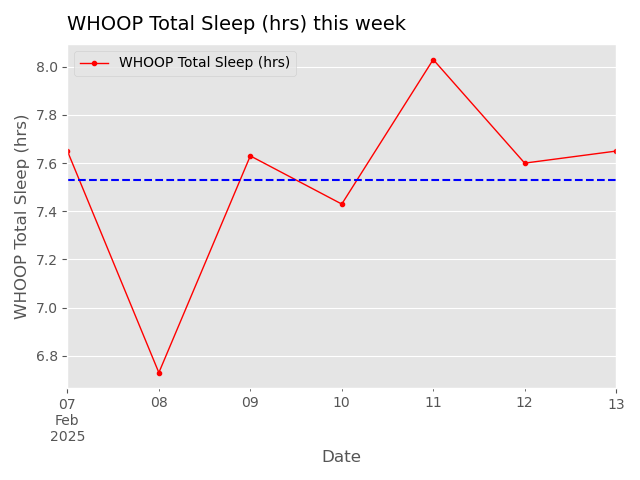 WHOOP Total Sleep (hrs) this week
WHOOP Total Sleep (hrs)
WHOOP Total Sleep (hrs)
8.0
7.8
7.6
7.4
7.2
7.0
6.8
07 08 09 10 11 12 13
Feb
2025
Date